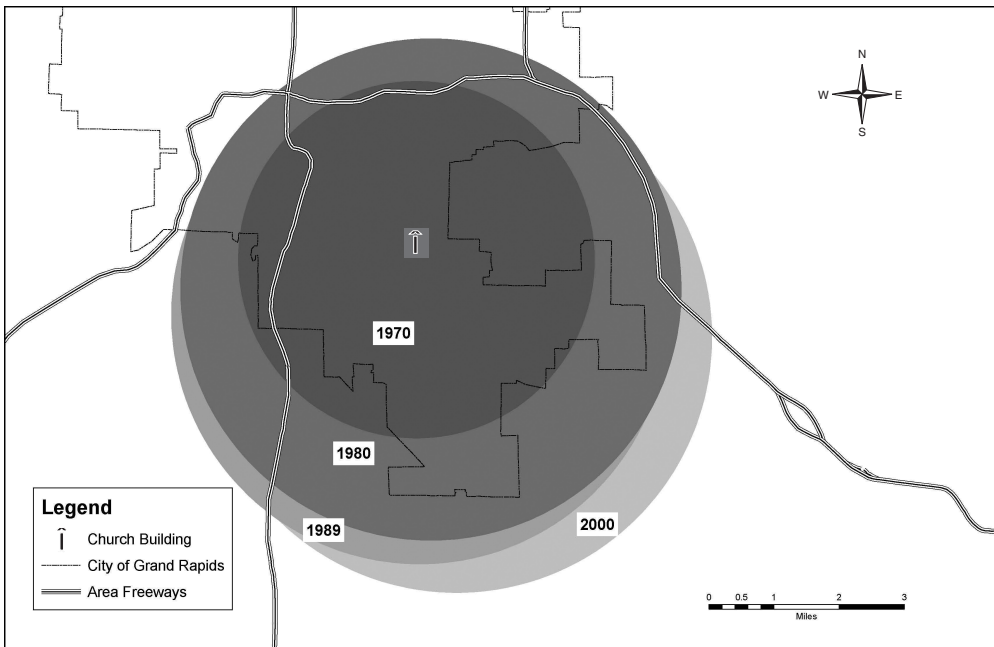 N
W E
S
1970
1980
1989
2000
Legend
Church Building
City of Grand Rapids
Area Freeways
0 0.5 1 2 3
Miles